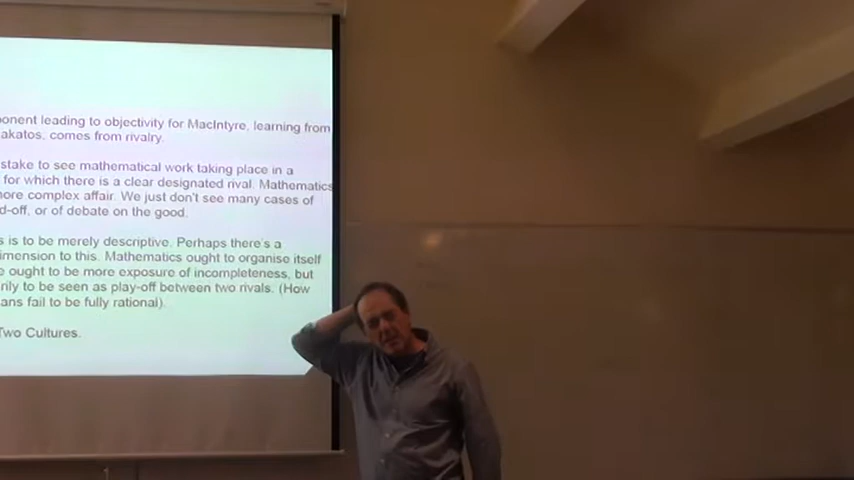 onent leading to objectivity for MacIntyre, learning from
akatos, comes from rivalry.
stake to see mathematical work taking place in a
for which there is a clear designated rival. Mathematics
nore complex affair. We just don't see many cases of
d-off, or of debate on the good.
s is to be merely descriptive. Perhaps there's a
imension to this. Mathematics ought to organise itself
e ought to be more exposure of incompleteness, but
rily to be seen as play-off between two rivals. (How
ans fail to be fully rational).
Two Cultures.